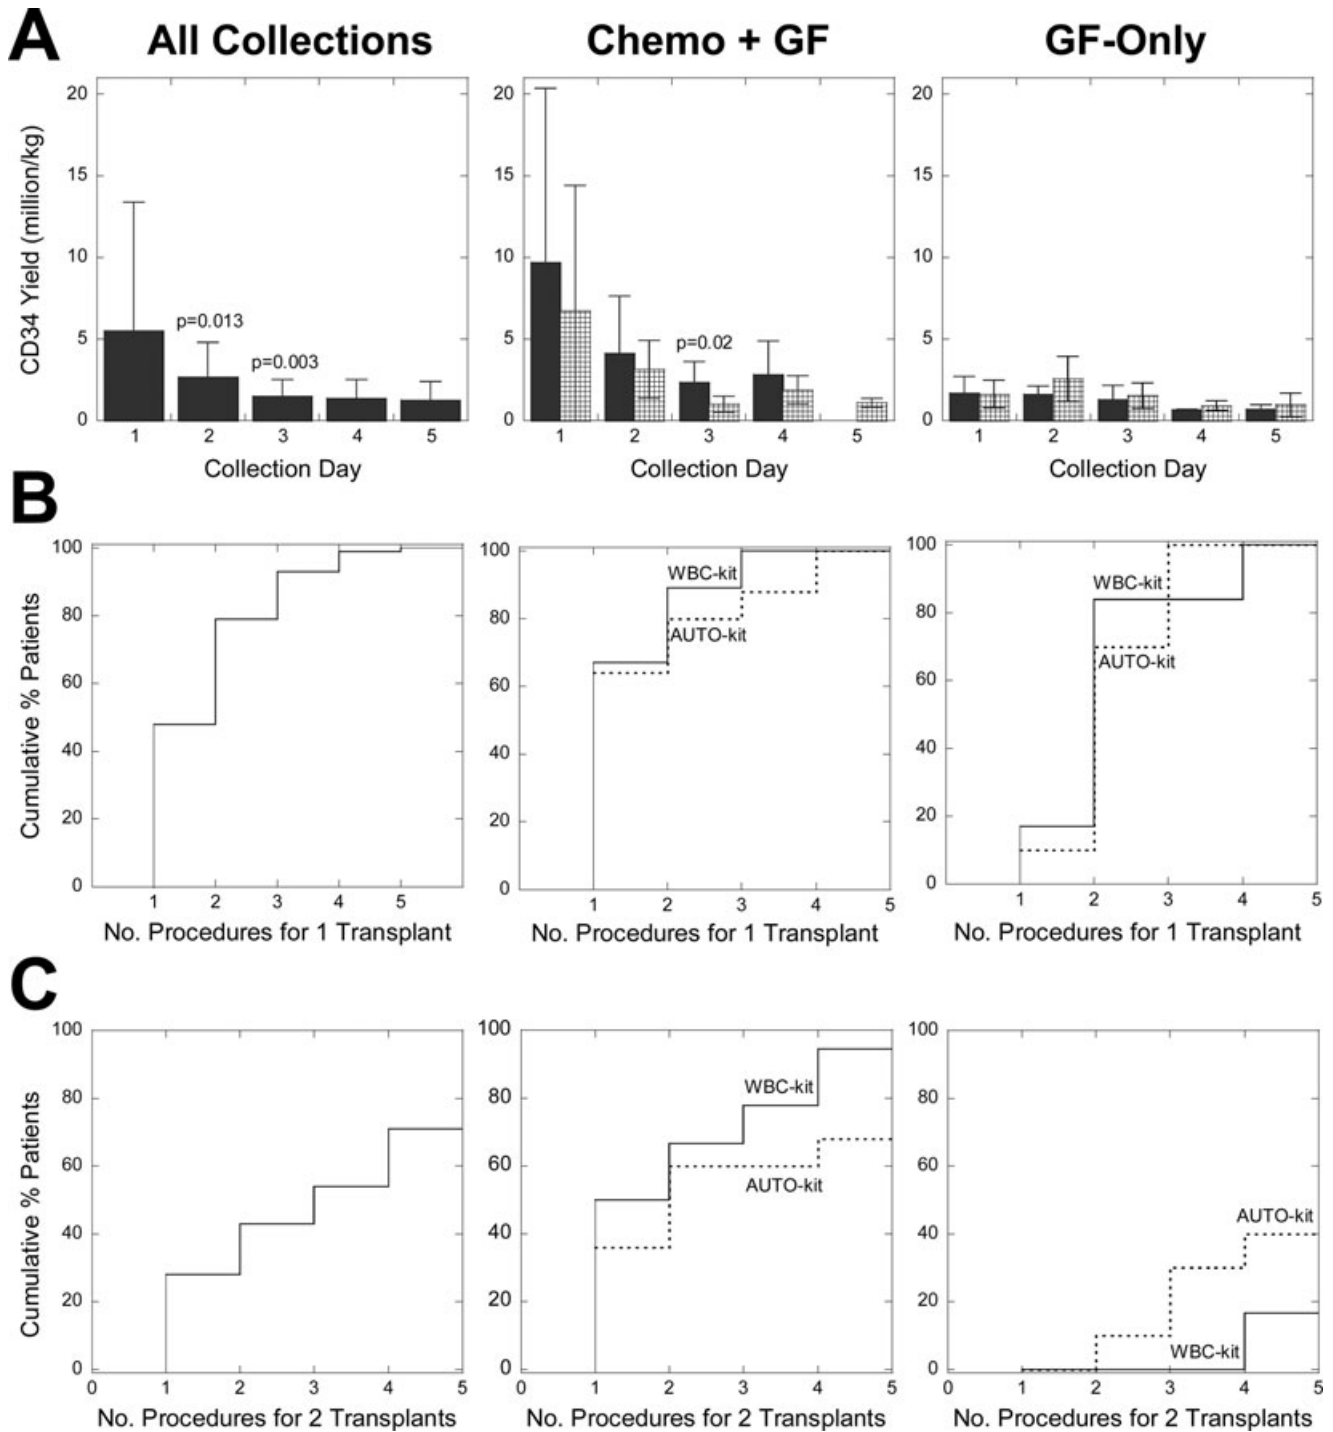 A
All Collections
Chemo + GF
GF-Only
CD34 Yield (million/kg)
20
15
10
5
0
p=0.013
p=0.003
1 2 3 4 5
Collection Day
20
15
10
5
0
p=0.02
1 2 3 4 5
Collection Day
20
15
10
5
0
1 2 3 4 5
Collection Day
B
Cumulative % Patients
100
80
60
40
20
0
1 2 3 4 5
No. Procedures for 1 Transplant
100
80
60
40
20
0
WBC-kit
AUTO-kit
1 2 3 4 5
No. Procedures for 1 Transplant
100
80
60
40
20
0
WBC-kit
AUTO-kit
1 2 3 4 5
No. Procedures for 1 Transplant
C
Cumulative % Patients
100
80
60
40
20
0
0 1 2 3 4 5
No. Procedures for 2 Transplants
100
80
60
40
20
0
WBC-kit
AUTO-kit
0 1 2 3 4 5
No. Procedures for 2 Transplants
100
80
60
40
20
0
AUTO-kit
WBC-kit
0 1 2 3 4 5
No. Procedures for 2 Transplants